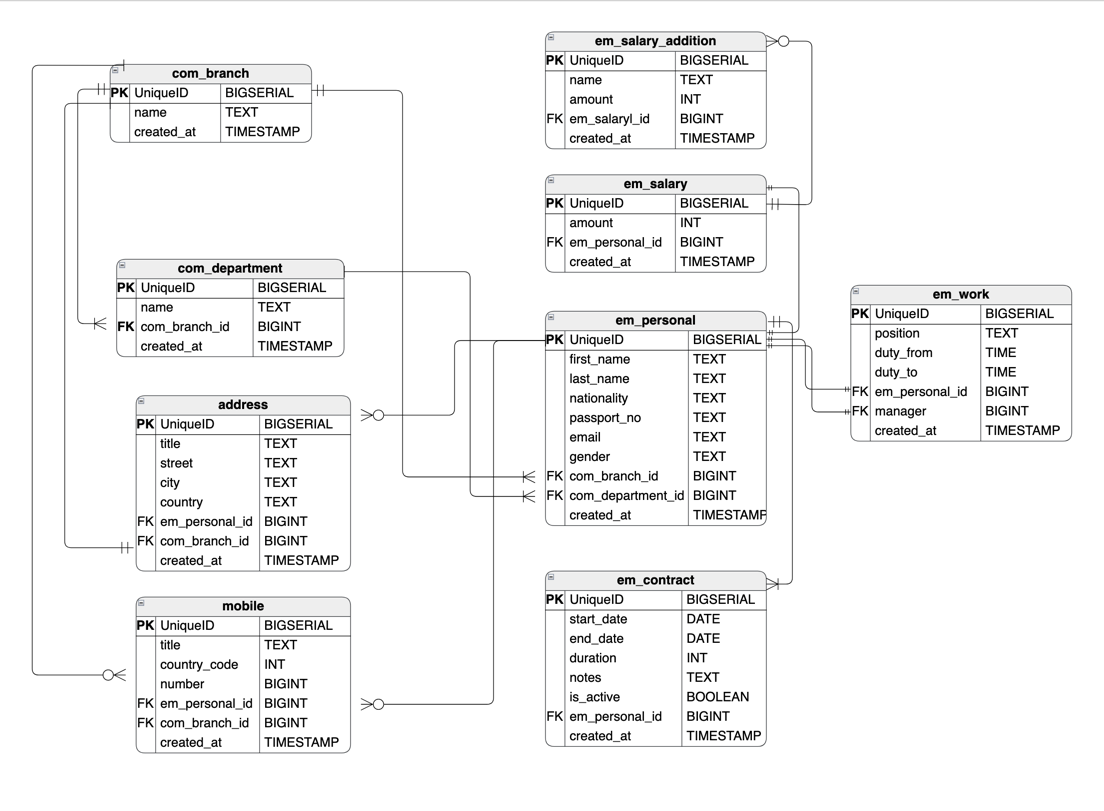 com_branch
PK UniqueID BIGSERIAL
name TEXT
created_at TIMESTAMP
com_department
PK UniqueID BIGSERIAL
name TEXT
FK com_branch_id BIGINT
created_at TIMESTAMP
address
PK UniqueID BIGSERIAL
title TEXT
street TEXT
city TEXT
country TEXT
FK em_personal_id BIGINT
FK com_branch_id BIGINT
created_at TIMESTAMP
mobile
PK UniqueID BIGSERIAL
title TEXT
country_code INT
number BIGINT
FK em_personal_id BIGINT
FK com_branch_id BIGINT
created_at TIMESTAMP
em_salary_addition
PK UniqueID BIGSERIAL
name TEXT
amount INT
FK em_salaryl_id BIGINT
created_at TIMESTAMP
em_salary
PK UniqueID BIGSERIAL
amount INT
FK em_personal_id BIGINT
created_at TIMESTAMP
em_personal
PK UniqueID BIGSERIAL
first_name TEXT
last_name TEXT
nationality TEXT
passport_no TEXT
email TEXT
gender TEXT
FK com_branch_id BIGINT
FK com_department_id BIGINT
created_at TIMESTAMP
em_contract
PK UniqueID BIGSERIAL
start_date DATE
end_date DATE
duration INT
notes TEXT
is_active BOOLEAN
FK em_personal_id BIGINT
created_at TIMESTAMP
em_work
PK UniqueID BIGSERIAL
position TEXT
duty_from TIME
duty_to TIME
FK em_personal_id BIGINT
FK manager BIGINT
created_at TIMESTAMP